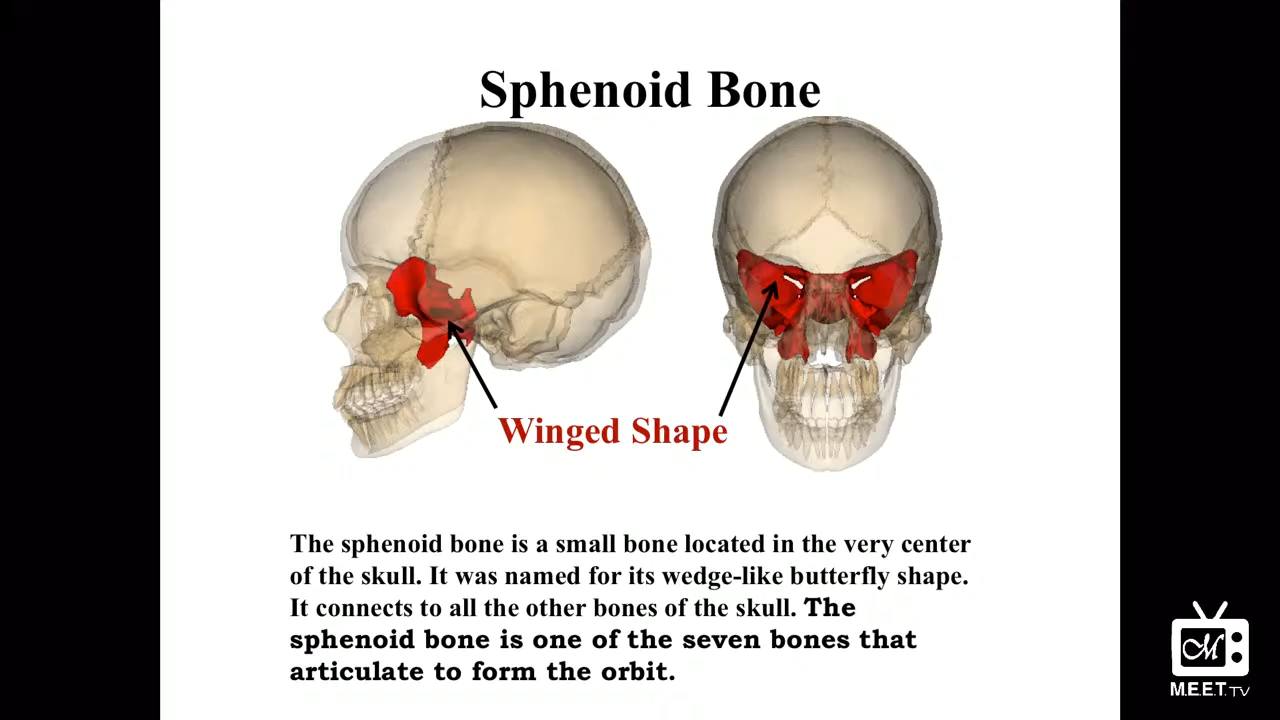 Sphenoid Bone
Winged Shape
The sphenoid bone is a small bone located in the very center
of the skull. It was named for its wedge-like butterfly shape.
It connects to all the other bones of the skull. The
sphenoid bone is one of the seven bones that
articulate to form the orbit.
M
M.E.E.T. TV